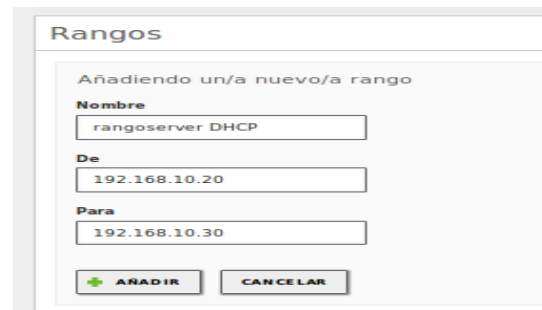 Rangos
Añadiendo un/a nuevo/a rango
Nombre
rangoserver DHCP
De
192.168.10.20
Para
192.168.10.30
AÑADIR CANCELAR